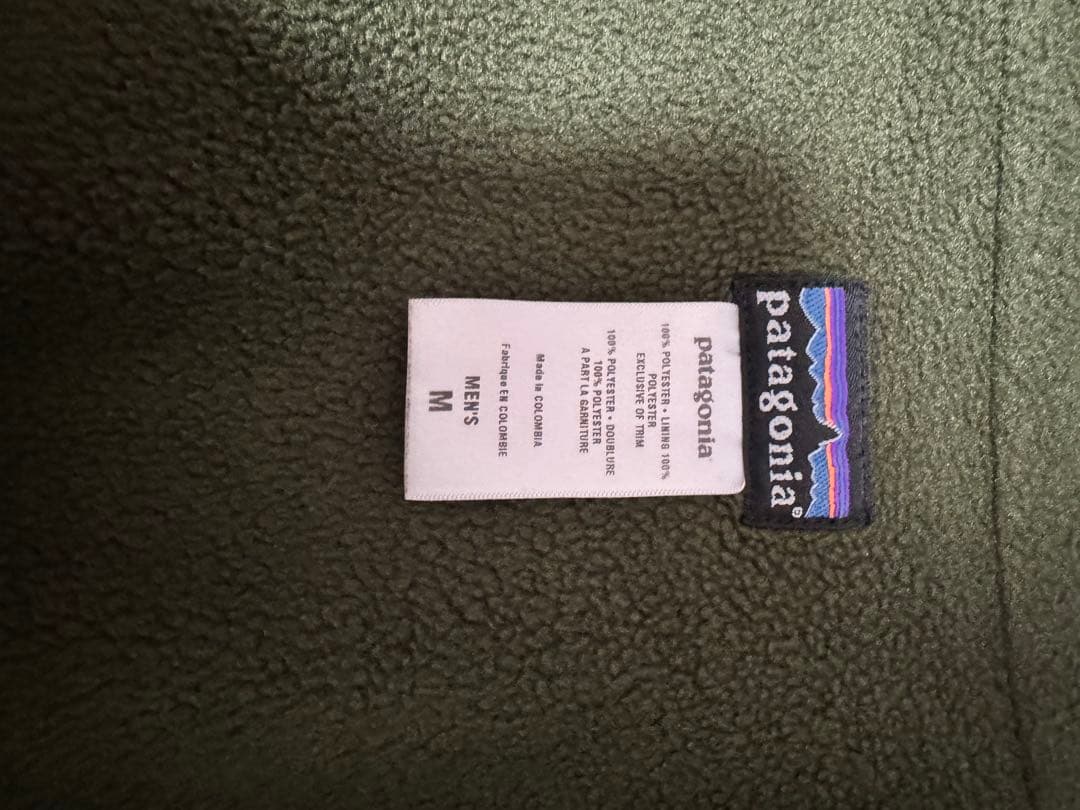 patagonia®
patagonia
100% POLYESTER • LINING 100%
POLYESTER
EXCLUSIVE OF TRIM
100% POLYESTER • DOUBLURE
100% POLYESTER
A PART LA GARNITURE
Made in COLOMBIA
Fabrique EN COLOMBIE
MEN'S
M